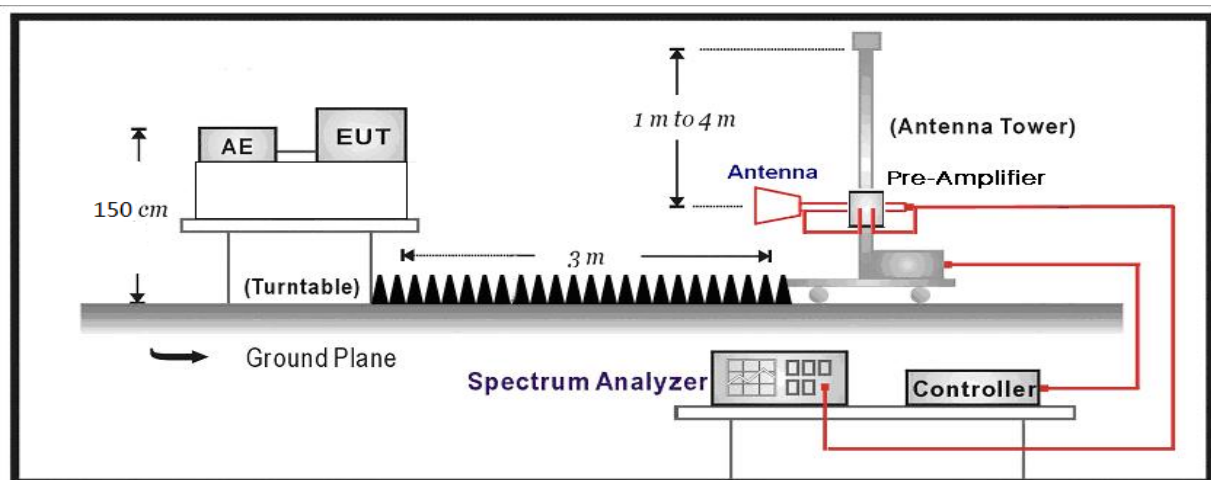 1 m to 4 m
(Antenna Tower)
AE
EUT
Antenna
Pre-Amplifier
150 cm
3 m
(Turntable)
Ground Plane
Spectrum Analyzer
Controller